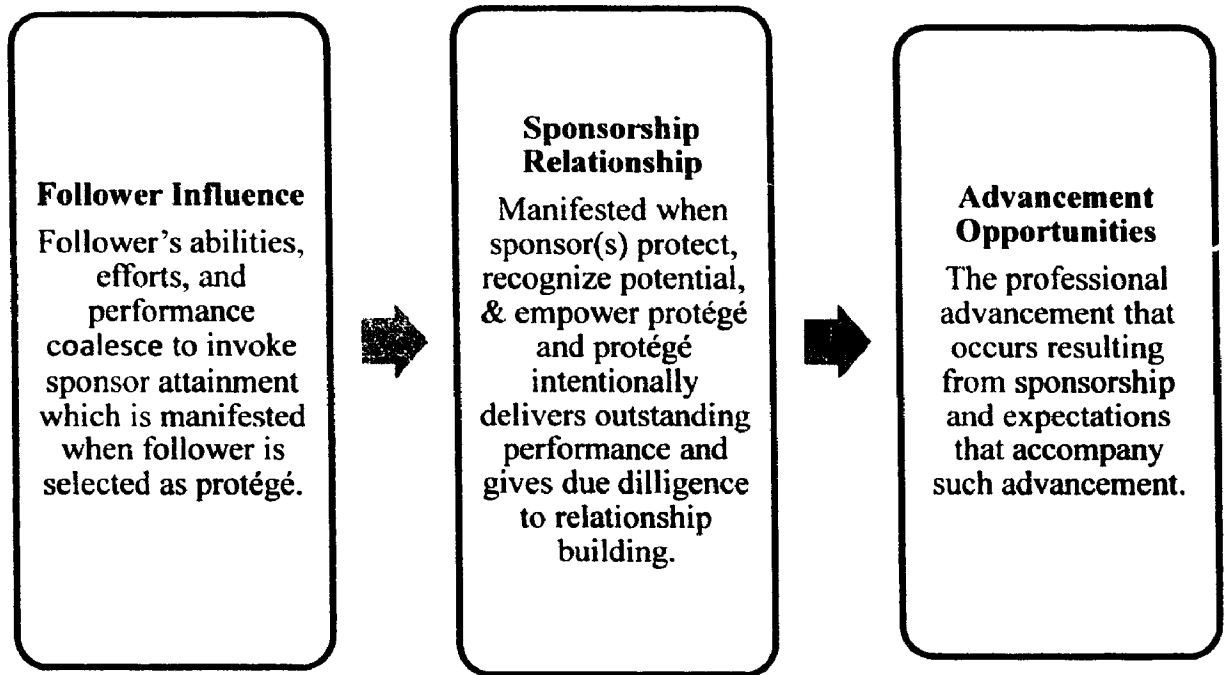 Follower Influence
Follower's abilities,
efforts, and
performance
coalesce to invoke
sponsor attainment
which is manifested
when follower is
selected as protégé.
Sponsorship
Relationship
Manifested when
sponsor(s) protect,
recognize potential,
& empower protégé
and protégé
intentionally
delivers outstanding
performance and
gives due dilligence
to relationship
building.
Advancement
Opportunities
The professional
advancement that
occurs resulting
from sponsorship
and expectations
that accompany
such advancement.